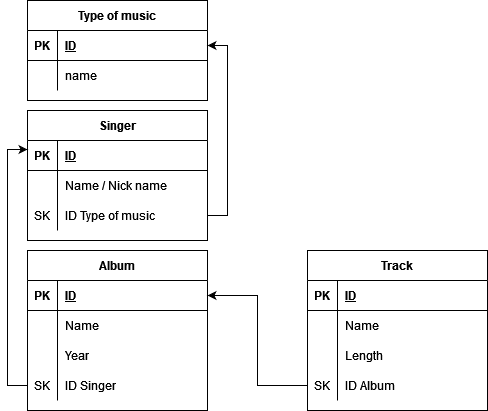 Type of music
PK ID
name
Singer
PK ID
Name / Nick name
SK ID Type of music
Album
PK ID
Name
Year
SK ID Singer
Track
PK ID
Name
Length
SK ID Album